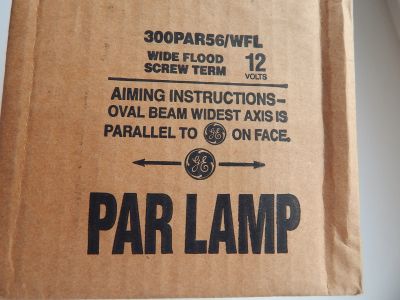 300PAR56/WFL
WIDE FLOOD 12
SCREW TERM VOLTS
AIMING INSTRUCTIONS–
OVAL BEAM WIDEST AXIS IS
PARALLEL TO GE ON FACE.
GE
PAR LAMP